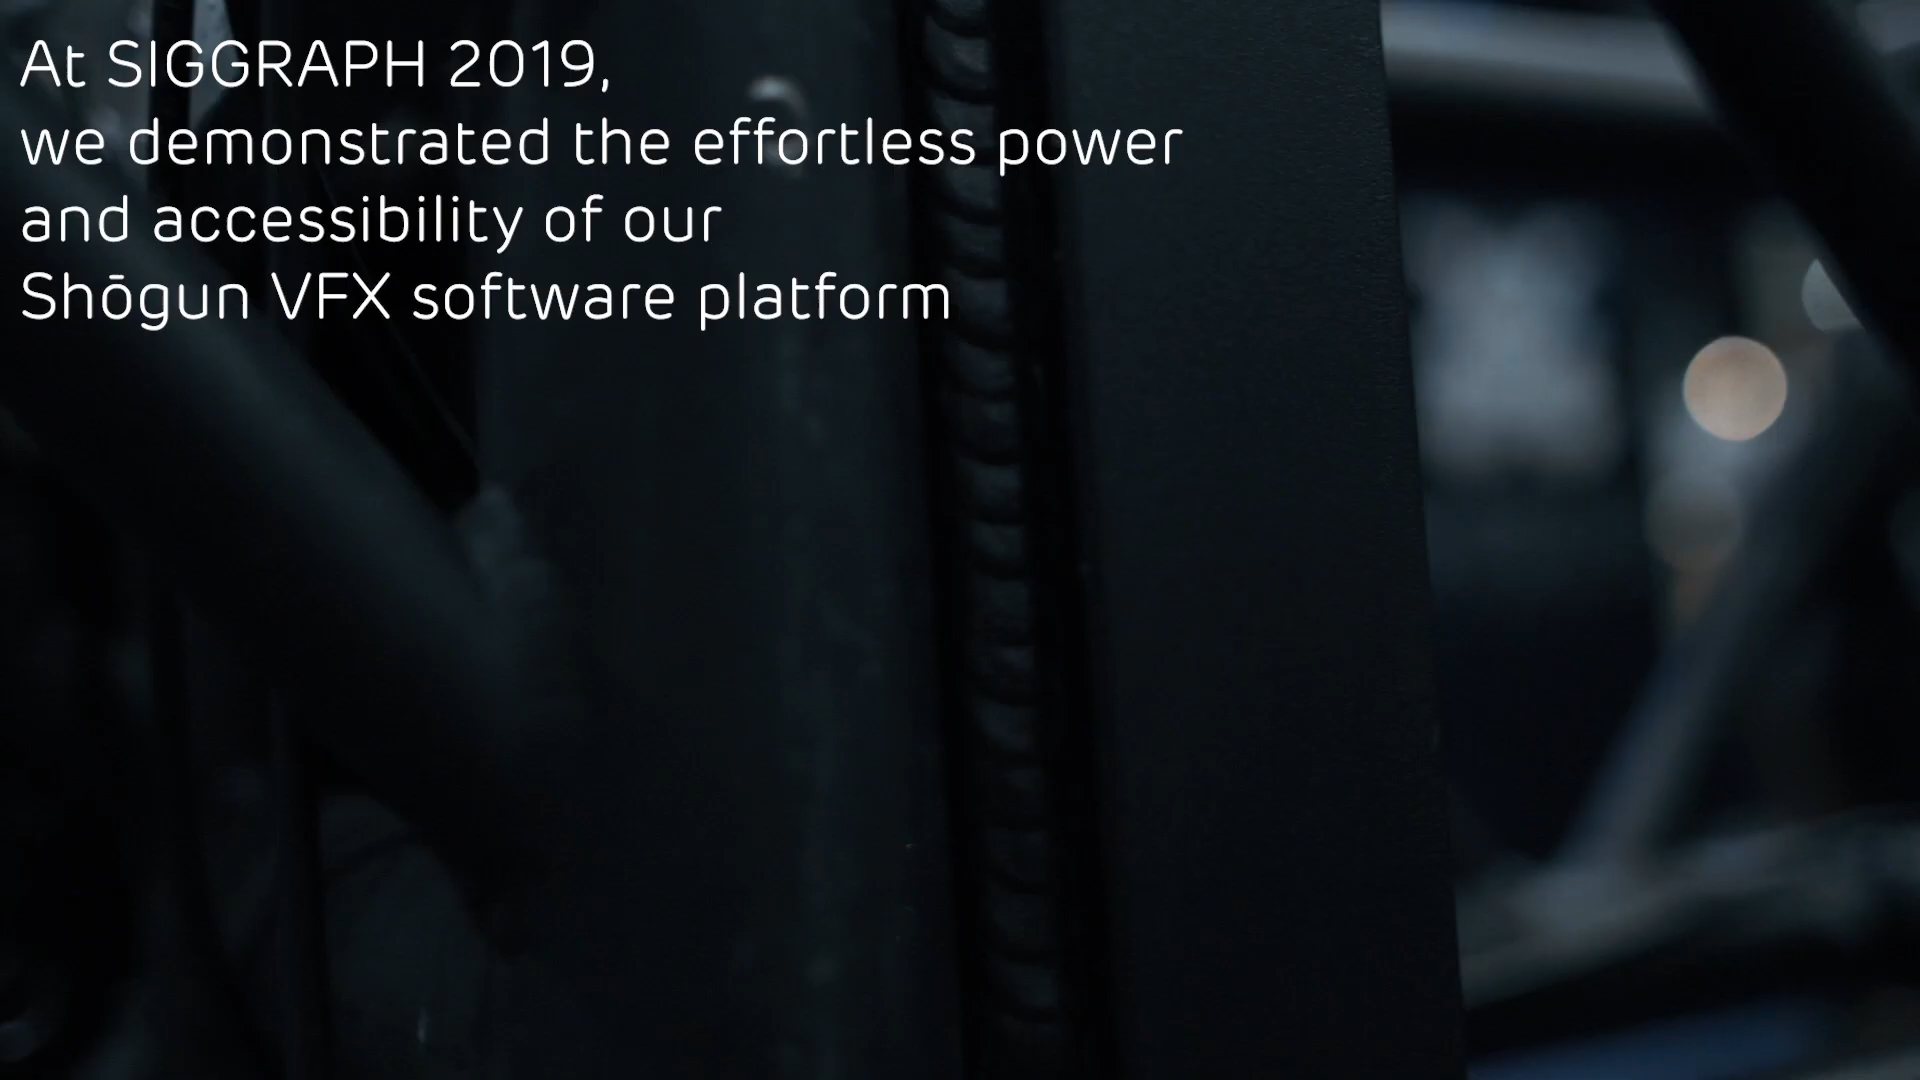 At SIGGRAPH 2019,
we demonstrated the effortless power
and accessibility of our
Shōgun VFX software platform